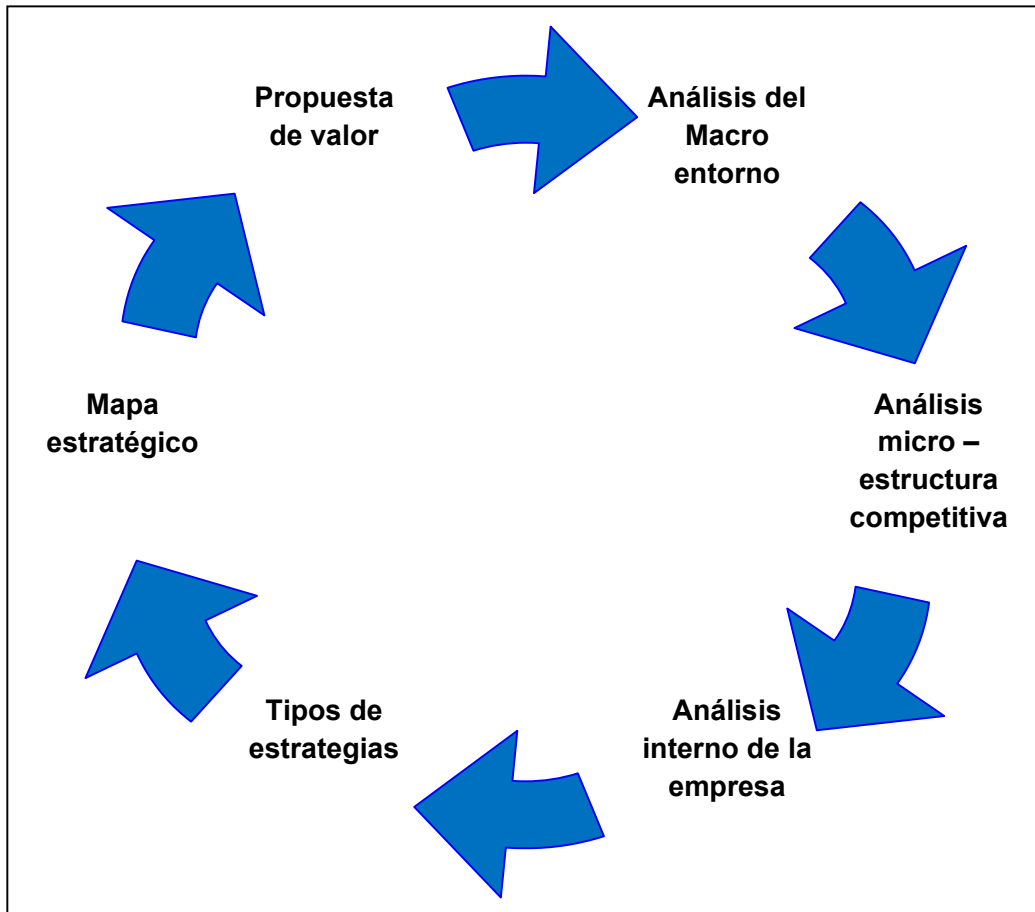 Propuesta
de valor
Análisis del
Macro
entorno
Análisis
micro –
estructura
competitiva
Análisis
interno de la
empresa
Tipos de
estrategias
Mapa
estratégico